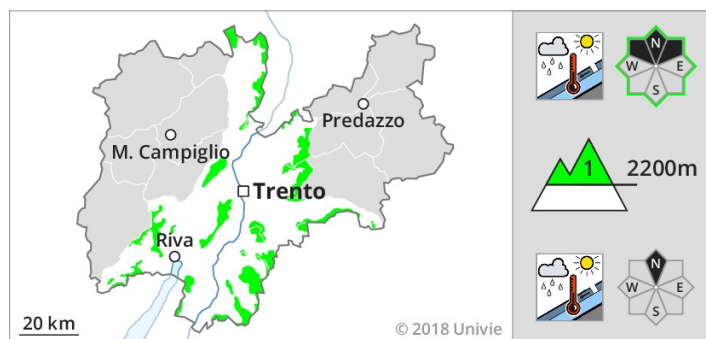 N
W E
S
Predazzo
M. Campiglio
1 2200m
Trento
Riva
N
W E
S
20 km
© 2018 Univie